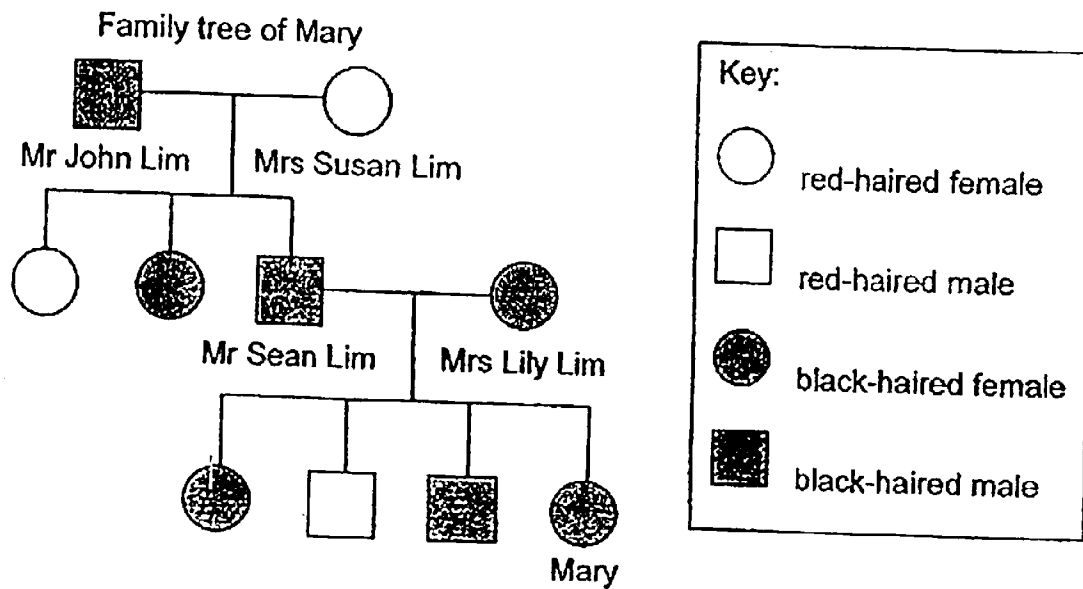 Family tree of Mary
Mr John Lim
Mrs Susan Lim
Mr Sean Lim
Mrs Lily Lim
Mary
Key:
red-haired female
red-haired male
black-haired female
black-haired male